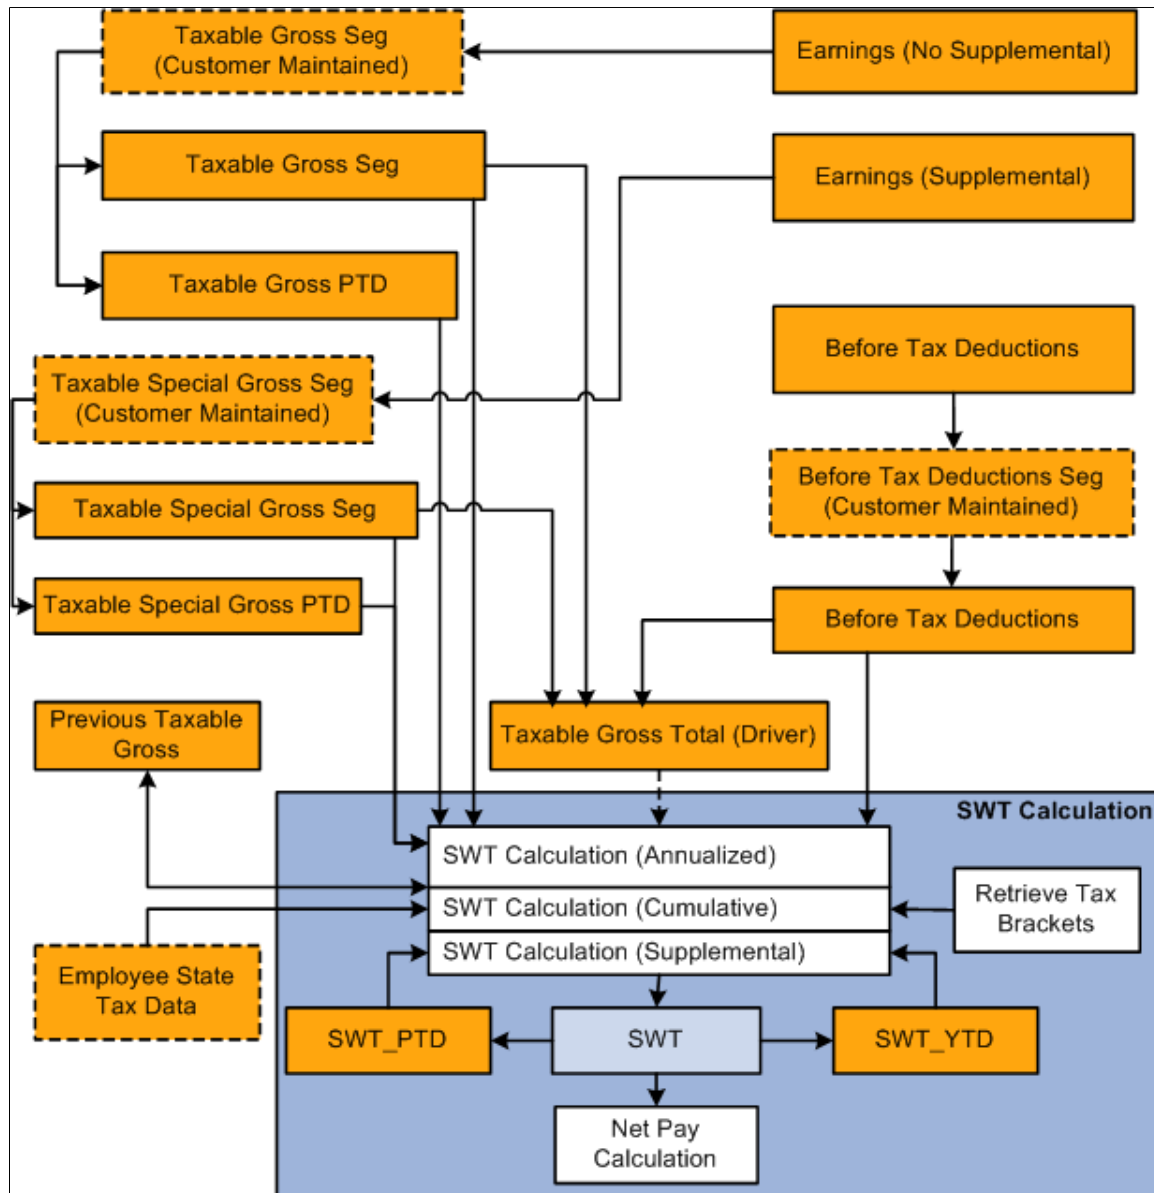 Taxable Gross Seg
(Customer Maintained)
Earnings (No Supplemental)
Taxable Gross Seg
Earnings (Supplemental)
Taxable Gross PTD
Before Tax Deductions
Taxable Special Gross Seg
(Customer Maintained)
Before Tax Deductions Seg
(Customer Maintained)
Taxable Special Gross Seg
Taxable Special Gross PTD
Before Tax Deductions
Previous Taxable
Gross
Taxable Gross Total (Driver)
SWT Calculation
SWT Calculation (Annualized)
SWT Calculation (Cumulative)
SWT Calculation (Supplemental)
Retrieve Tax
Brackets
Employee State
Tax Data
SWT_PTD
SWT
SWT_YTD
Net Pay
Calculation